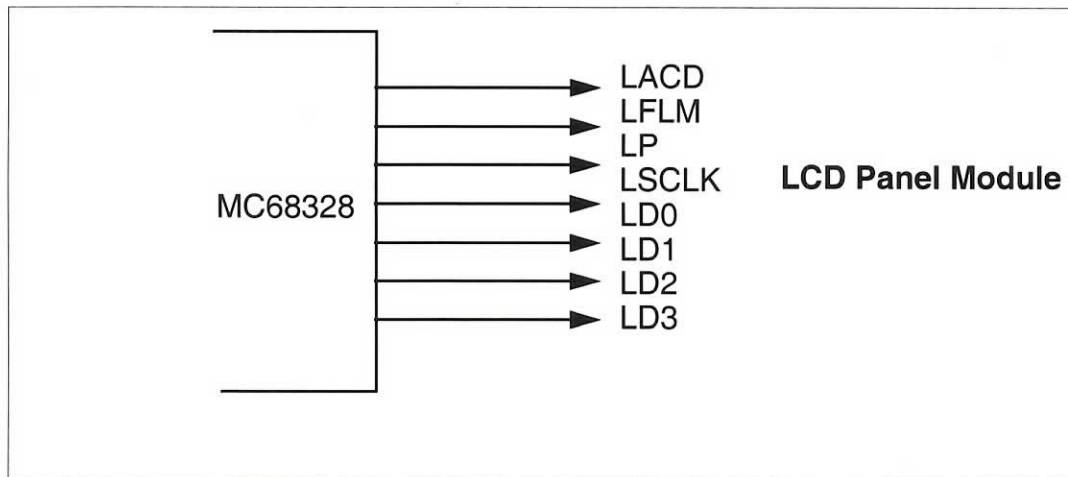 LACD
LFLM
LP
LSCLK
LCD Panel Module
MC68328
LD0
LD1
LD2
LD3